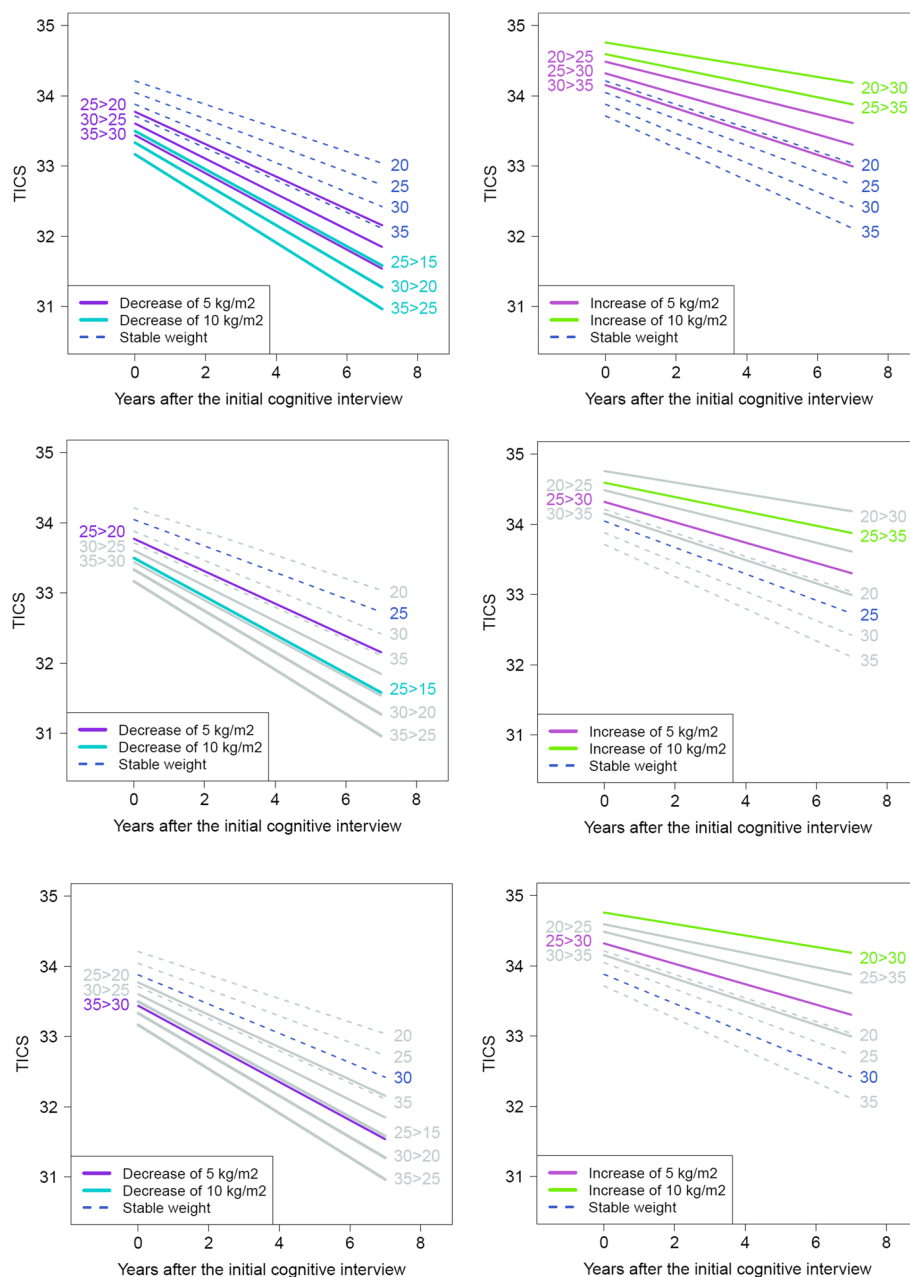 35
34
33
32
31
TICS
25>20
30>25
35>30
20
25
30
35
25>15
30>20
35>25
Decrease of 5 kg/m2
Decrease of 10 kg/m2
Stable weight
0 2 4 6 8
Years after the initial cognitive interview
35
34
33
32
31
TICS
20>25
25>30
30>35
20>30
25>35
20
25
30
35
Increase of 5 kg/m2
Increase of 10 kg/m2
Stable weight
0 2 4 6 8
Years after the initial cognitive interview
35
34
33
32
31
TICS
25>20
30>25
35>30
20
25
30
35
25>15
30>20
35>25
Decrease of 5 kg/m2
Decrease of 10 kg/m2
Stable weight
0 2 4 6 8
Years after the initial cognitive interview
35
34
33
32
31
TICS
20>25
25>30
30>35
20>30
25>35
20
25
30
35
Increase of 5 kg/m2
Increase of 10 kg/m2
Stable weight
0 2 4 6 8
Years after the initial cognitive interview
35
34
33
32
31
TICS
25>20
30>25
35>30
20
25
30
35
25>15
30>20
35>25
Decrease of 5 kg/m2
Decrease of 10 kg/m2
Stable weight
0 2 4 6 8
Years after the initial cognitive interview
35
34
33
32
31
TICS
20>25
25>30
30>35
20>30
25>35
20
25
30
35
Increase of 5 kg/m2
Increase of 10 kg/m2
Stable weight
0 2 4 6 8
Years after the initial cognitive interview